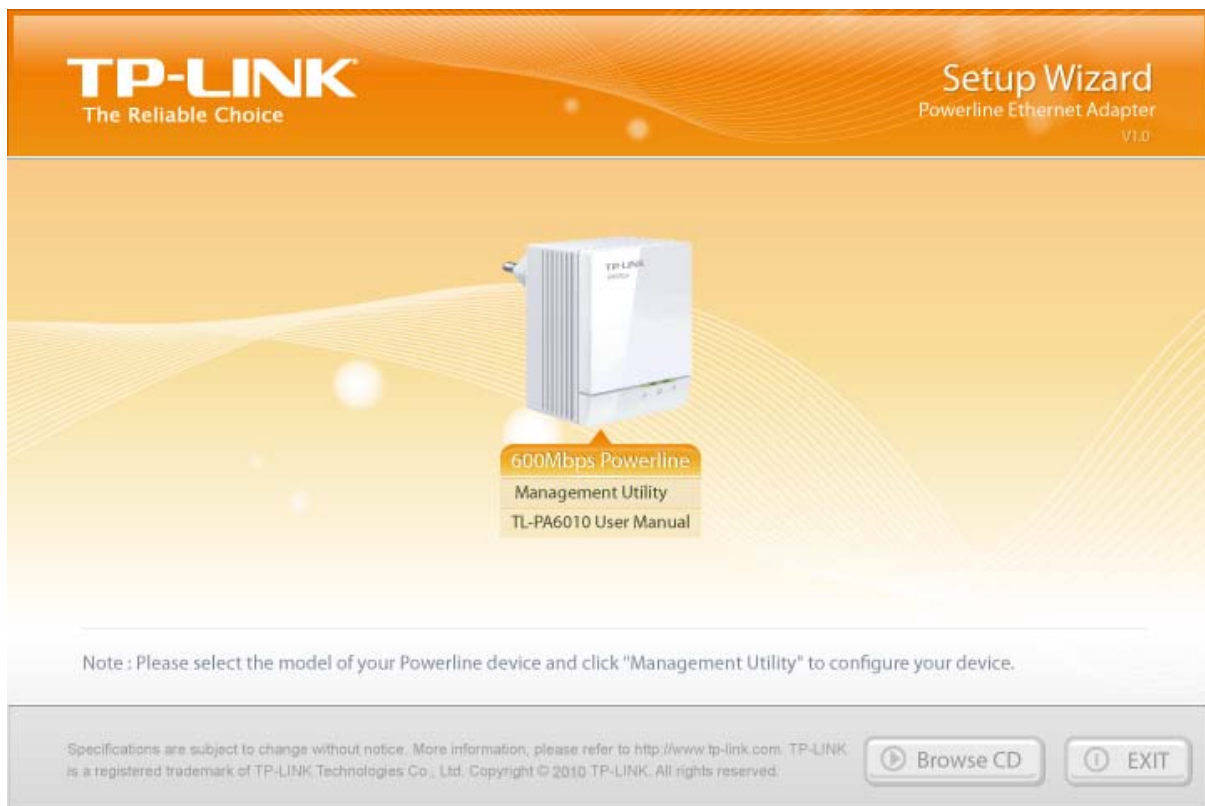 TP-LINK
The Reliable Choice
Setup Wizard
Powerline Ethernet Adapter
V1.0
TP-LINK
600Mbps Powerline
Management Utility
TL-PA6010 User Manual
Note : Please select the model of your Powerline device and click "Management Utility" to configure your device.
Specifications are subject to change without notice. More information, please refer to http://www.tp-link.com. TP-LINK
is a registered trademark of TP-LINK Technologies Co., Ltd. Copyright © 2010 TP-LINK. All rights reserved.
Browse CD
EXIT